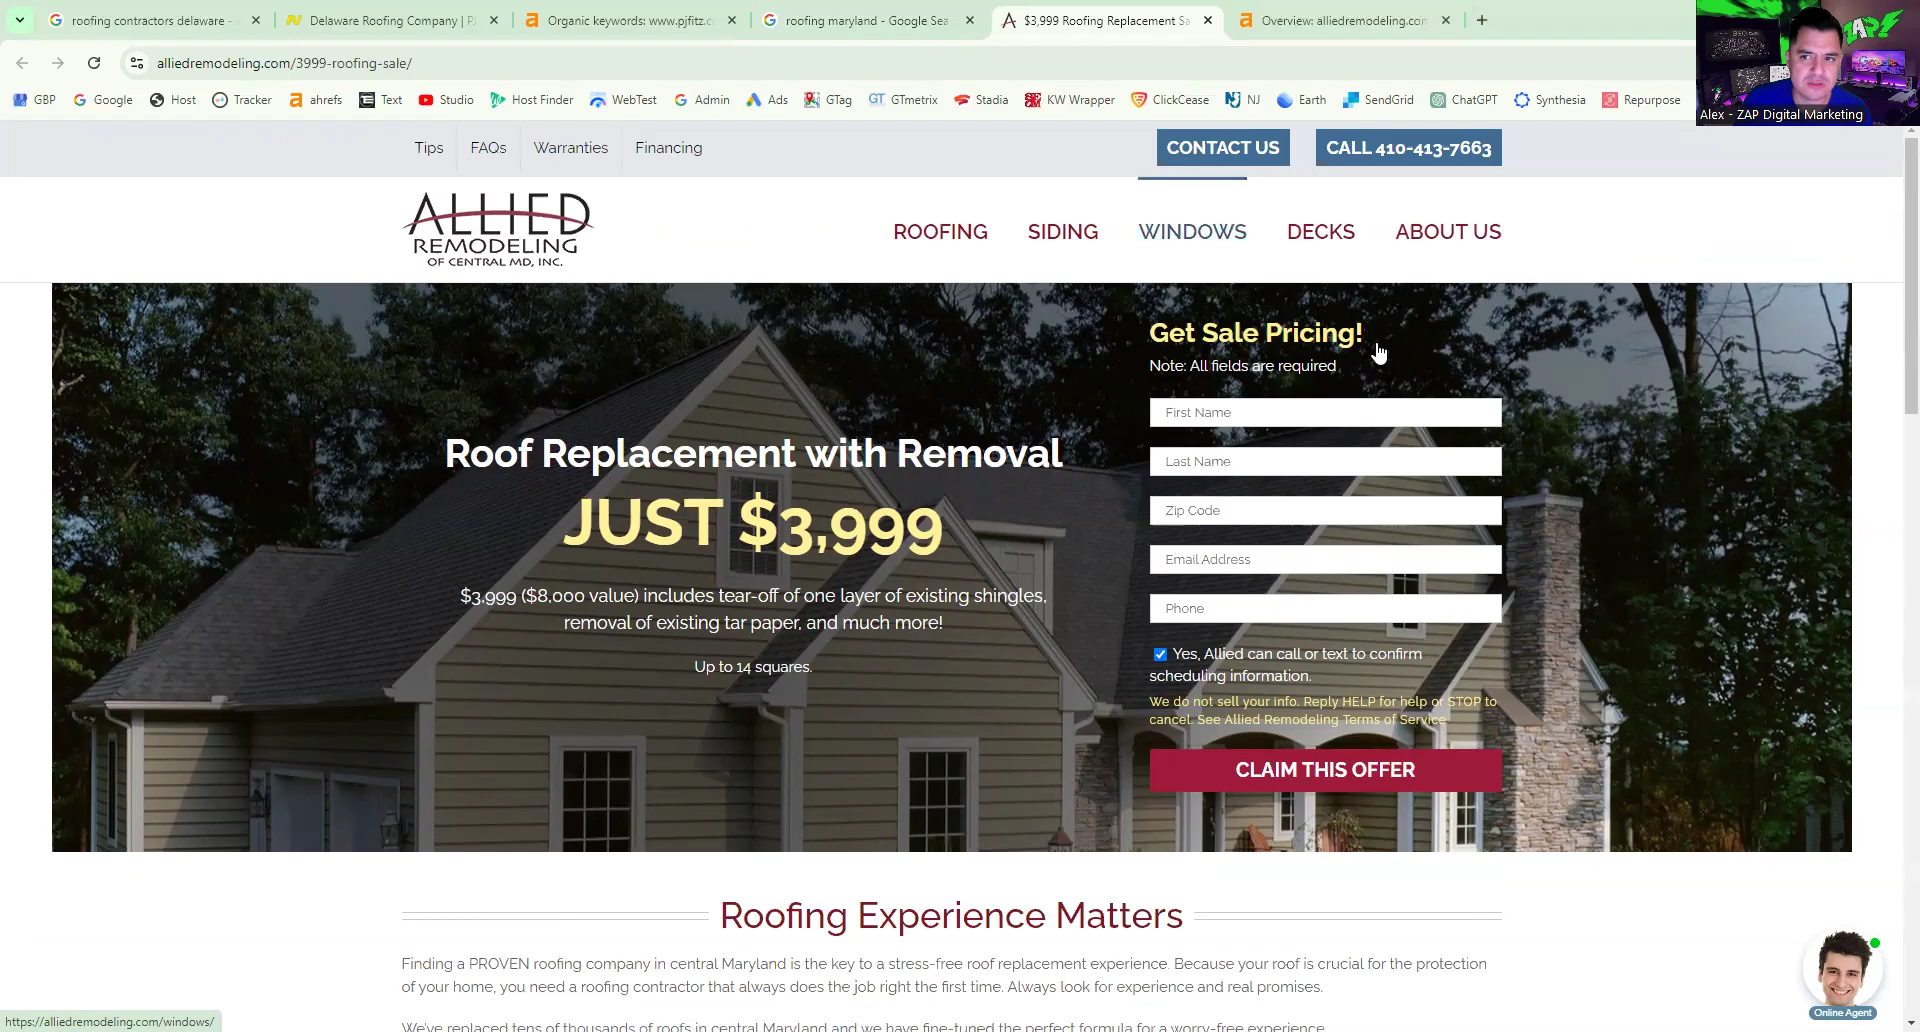 roofing contractors delaware -
Delaware Roofing Company | PJ
Organic keywords: www.pjfitz.c
roofing maryland - Google Sea
$3,999 Roofing Replacement Sa
Overview: alliedremodeling.com
alliedremodeling.com/3999-roofing-sale/
GBP Google Host Tracker ahrefs Text Studio Host Finder WebTest Admin Ads GTag GTmetrix Stadia KW Wrapper ClickCease NJ Earth SendGrid ChatGPT Synthesia Repurpose
ZAP!
Google
Alex - ZAP Digital Marketing
Tips FAQs Warranties Financing
CONTACT US
CALL 410-413-7663
ALLIED
REMODELING
OF CENTRAL MD, INC.
ROOFING SIDING WINDOWS DECKS ABOUT US
Roof Replacement with Removal
JUST $3,999
$3,999 ($8,000 value) includes tear-off of one layer of existing shingles,
removal of existing tar paper, and much more!
Up to 14 squares.
Get Sale Pricing!
Note: All fields are required
First Name
Last Name
Zip Code
Email Address
Phone
Yes, Allied can call or text to confirm
scheduling information.
We do not sell your info. Reply HELP for help or STOP to
cancel. See Allied Remodeling Terms of Service
CLAIM THIS OFFER
Roofing Experience Matters
Finding a PROVEN roofing company in central Maryland is the key to a stress-free roof replacement experience. Because your roof is crucial for the protection
of your home, you need a roofing contractor that always does the job right the first time. Always look for experience and real promises.
We've replaced tens of thousands of roofs in central Maryland and we have fine-tuned the perfect formula for a worry-free experience.
Online Agent
https://alliedremodeling.com/windows/